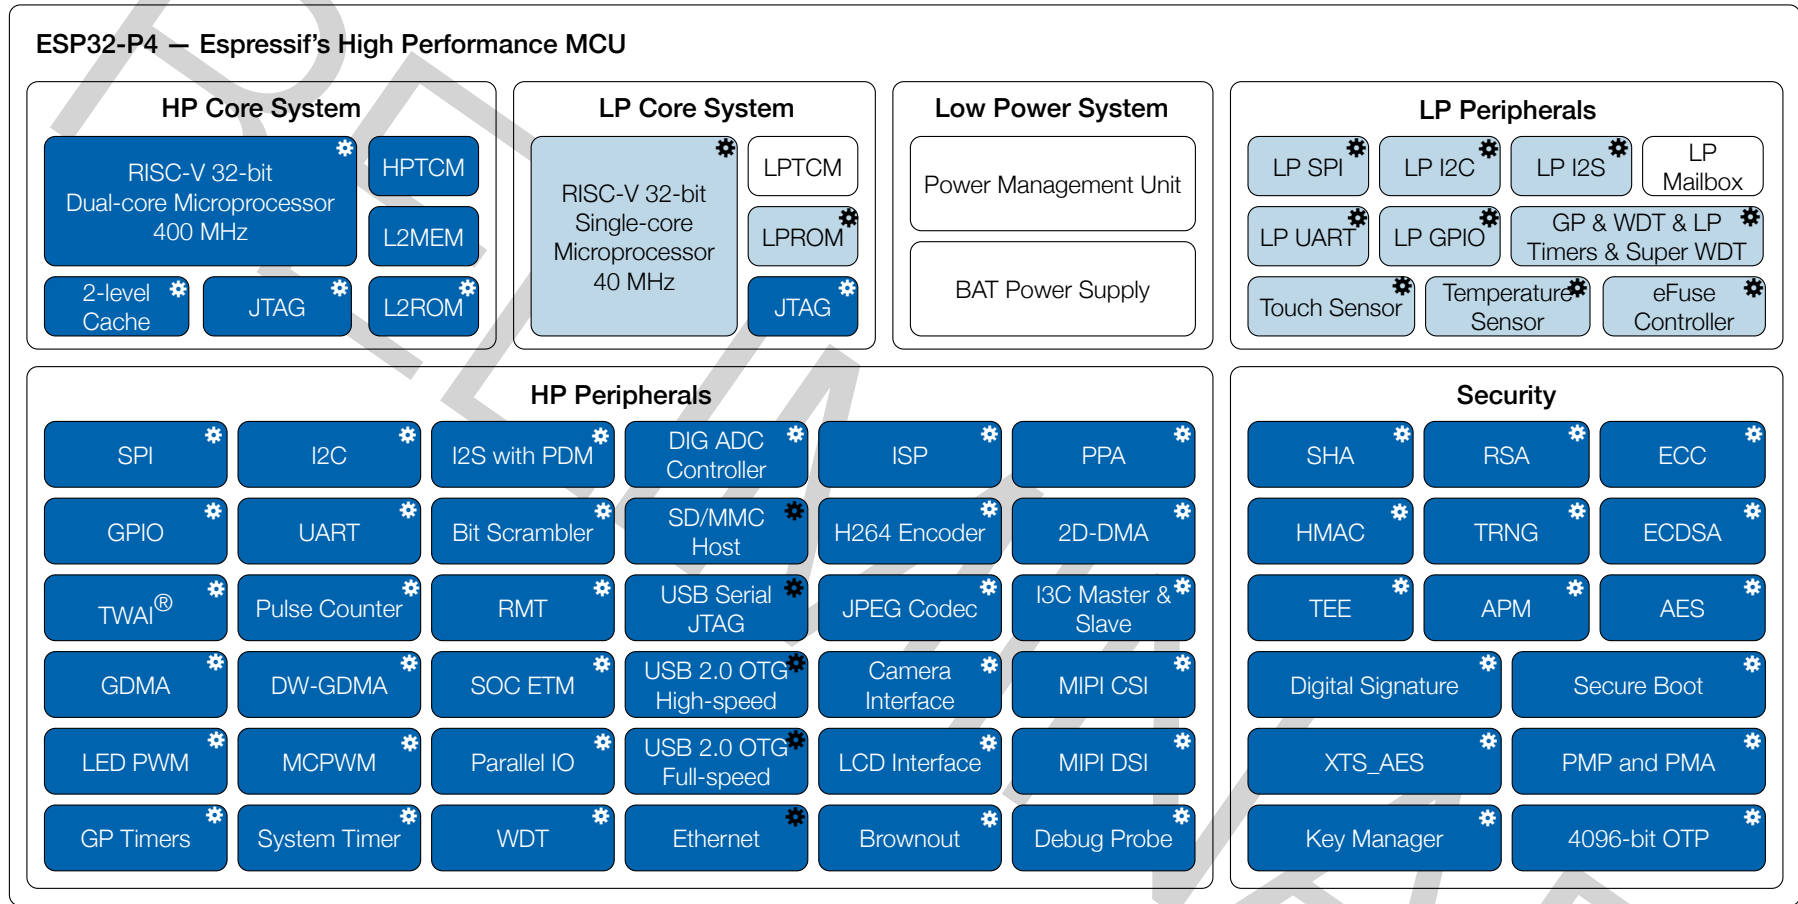 ESP32-P4 — Espressif's High Performance MCU
HP Core System
RISC-V 32-bit
Dual-core Microprocessor
400 MHz
HPTCM
L2MEM
2-level
Cache
JTAG
L2ROM
LP Core System
RISC-V 32-bit
Single-core
Microprocessor
40 MHz
LPTCM
LPROM
JTAG
Low Power System
Power Management Unit
BAT Power Supply
LP Peripherals
LP SPI
LP I2C
LP I2S
LP
Mailbox
LP UART
LP GPIO
GP & WDT & LP
Timers & Super WDT
Touch Sensor
Temperature
Sensor
eFuse
Controller
HP Peripherals
SPI
I2C
I2S with PDM
DIG ADC
Controller
ISP
PPA
GPIO
UART
Bit Scrambler
SD/MMC
Host
H264 Encoder
2D-DMA
TWAI®
Pulse Counter
RMT
USB Serial
JTAG
JPEG Codec
I3C Master &
Slave
GDMA
DW-GDMA
SOC ETM
USB 2.0 OTG
High-speed
Camera
Interface
MIPI CSI
LED PWM
MCPWM
Parallel IO
USB 2.0 OTG
Full-speed
LCD Interface
MIPI DSI
GP Timers
System Timer
WDT
Ethernet
Brownout
Debug Probe
Security
SHA
RSA
ECC
HMAC
TRNG
ECDSA
TEE
APM
AES
Digital Signature
Secure Boot
XTS_AES
PMP and PMA
Key Manager
4096-bit OTP